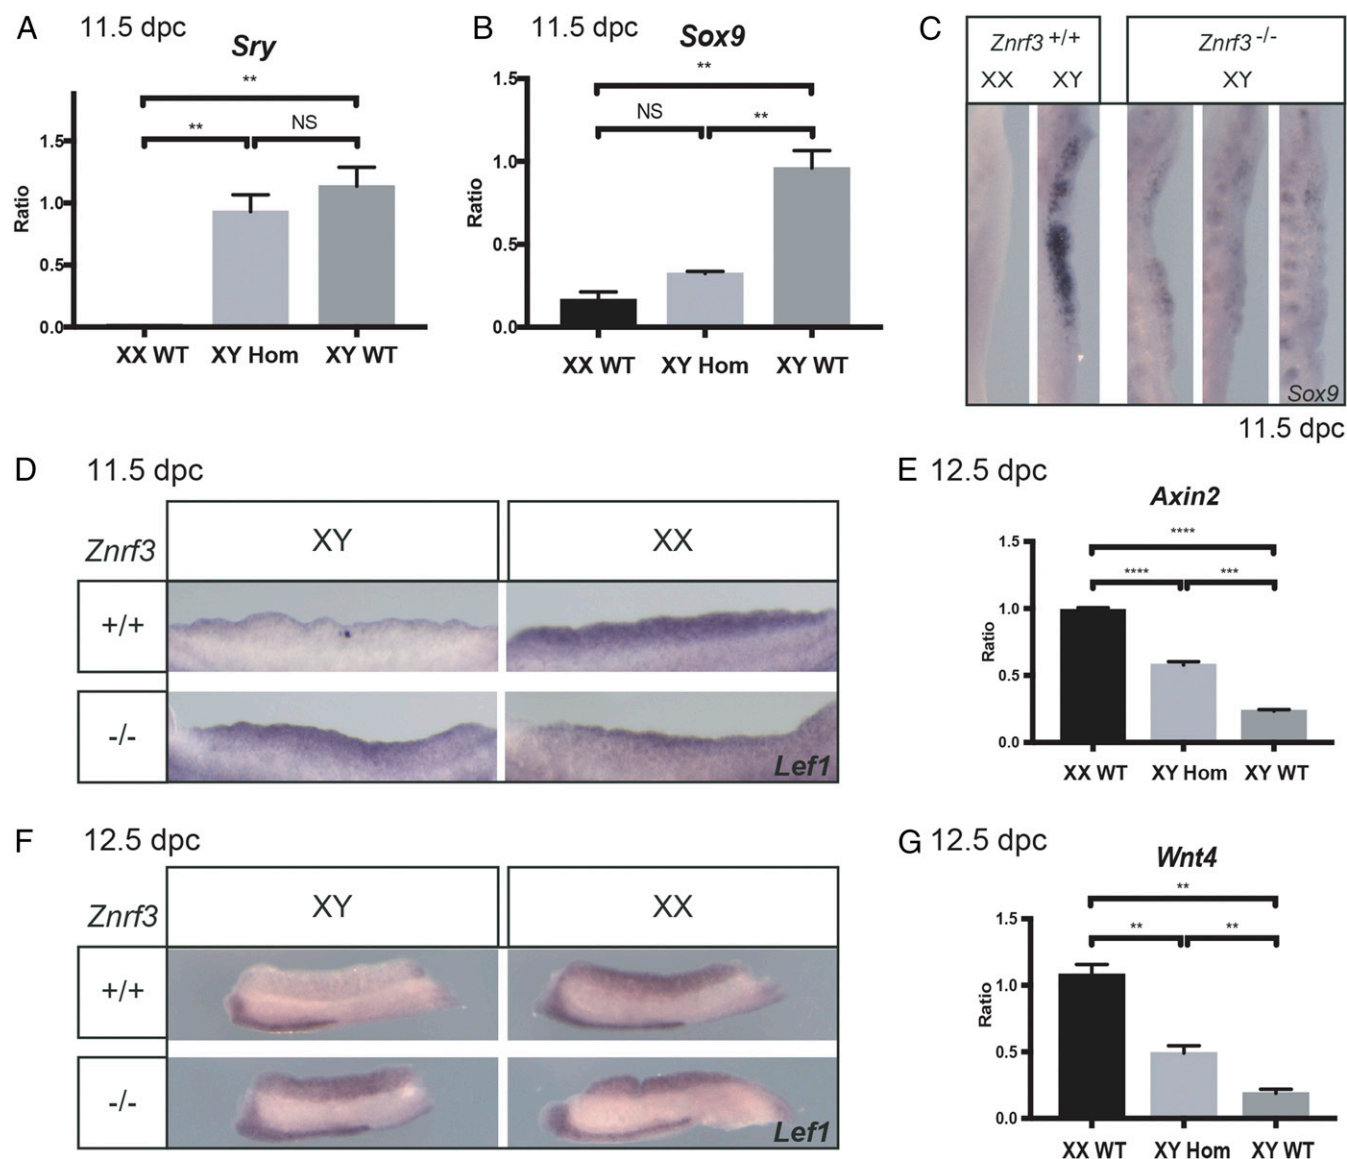 A 11.5 dpc
Sry
**
**
NS
1.5
1.0
0.5
0.0
Ratio
XX WT XY Hom XY WT
B 11.5 dpc
Sox9
**
NS
**
1.5
1.0
0.5
0.0
Ratio
XX WT XY Hom XY WT
C
Znrf3 +/+
XX XY
Znrf3 -/-
XY
Sox9
11.5 dpc
D 11.5 dpc
Znrf3
XY
XX
+/+
-/-
Lef1
E 12.5 dpc
Axin2
****
****
***
1.5
1.0
0.5
0.0
Ratio
XX WT XY Hom XY WT
F 12.5 dpc
Znrf3
XY
XX
+/+
-/-
Lef1
G 12.5 dpc
Wnt4
**
**
**
1.5
1.0
0.5
0.0
Ratio
XX WT XY Hom XY WT